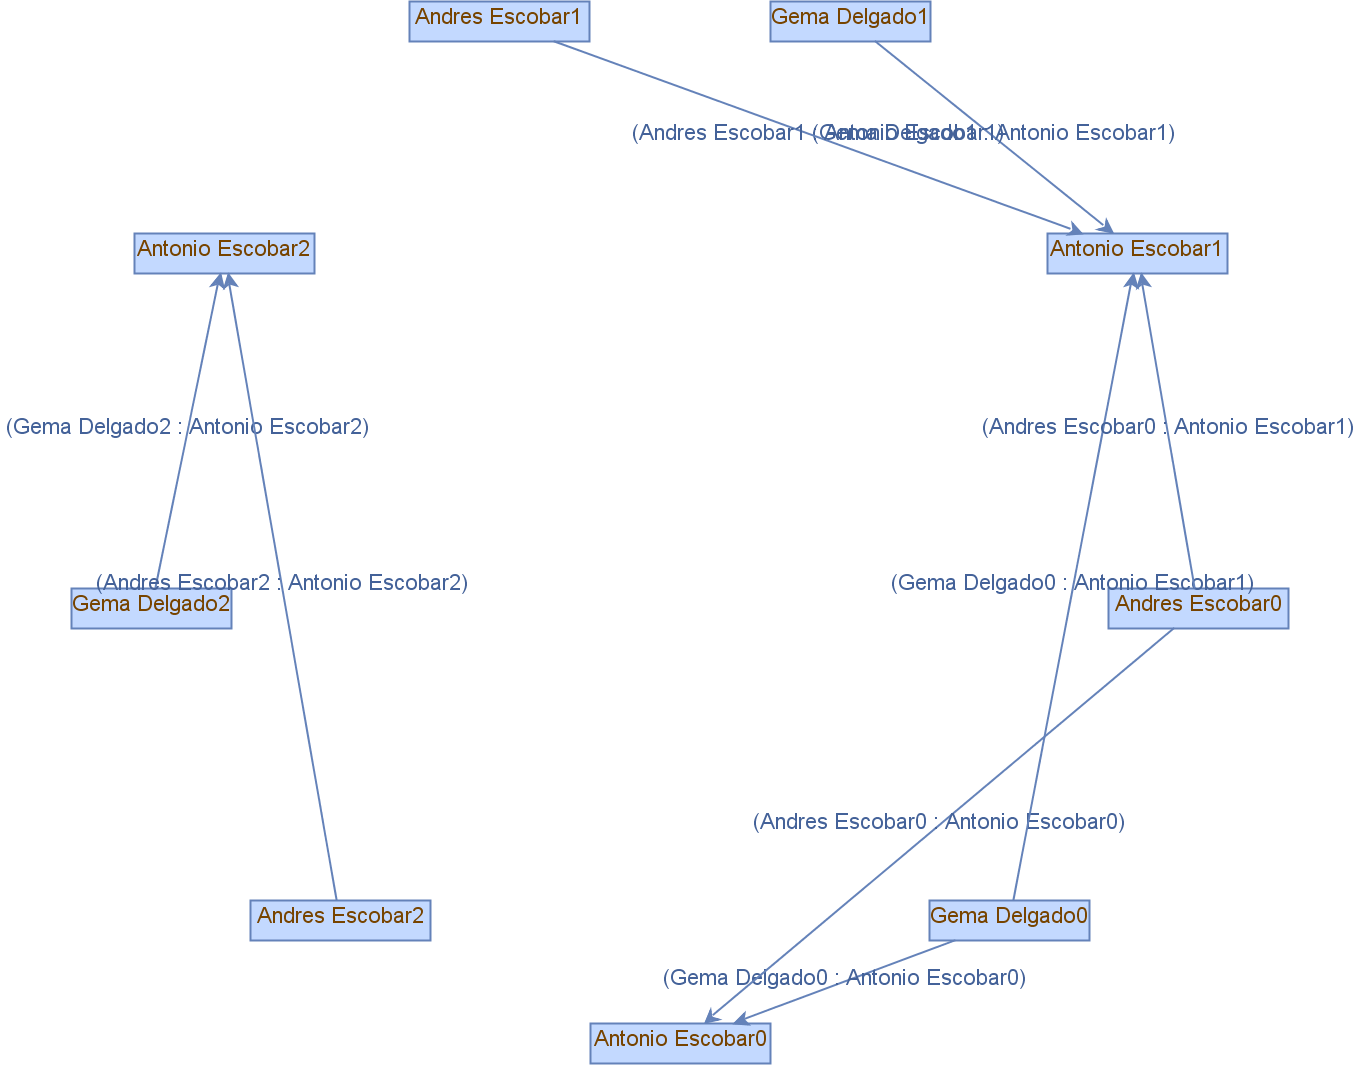 Andres Escobar1
Gema Delgado1
(Andres Escobar1 : Antonio Escobar1)
(Gema Delgado1 : Antonio Escobar1)
Antonio Escobar2
Antonio Escobar1
(Gema Delgado2 : Antonio Escobar2)
(Andres Escobar0 : Antonio Escobar1)
(Andres Escobar2 : Antonio Escobar2)
(Gema Delgado0 : Antonio Escobar1)
Gema Delgado2
Andres Escobar0
(Andres Escobar0 : Antonio Escobar0)
Andres Escobar2
Gema Delgado0
(Gema Delgado0 : Antonio Escobar0)
Antonio Escobar0